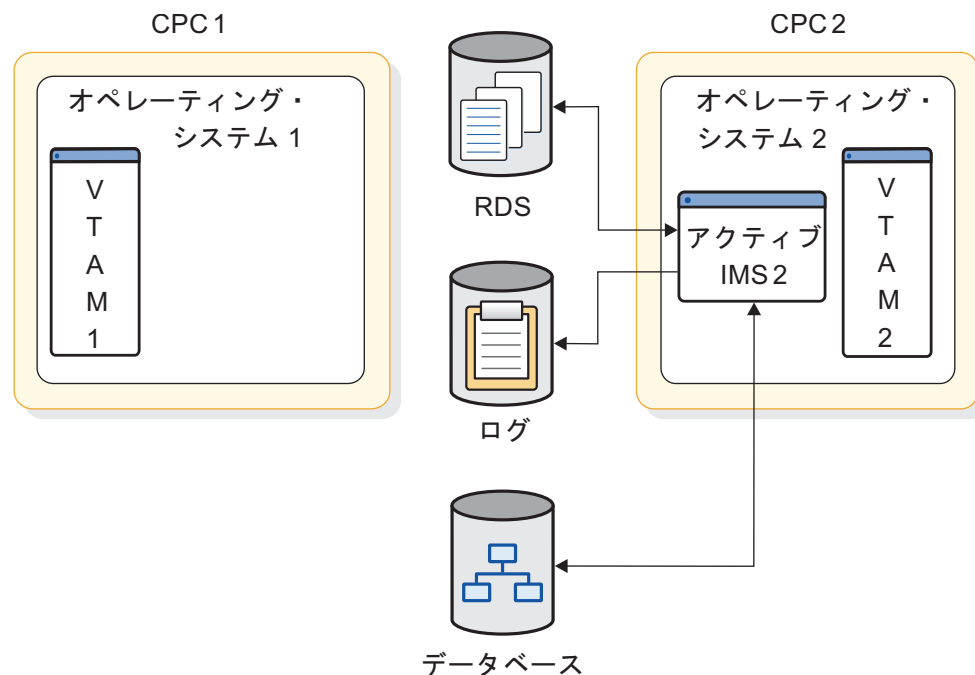 CPC 1
オペレーティング・
システム 1
V
T
A
M
1
RDS
ログ
データベース
CPC 2
オペレーティング・
システム 2
アクティブ
IMS 2
V
T
A
M
2